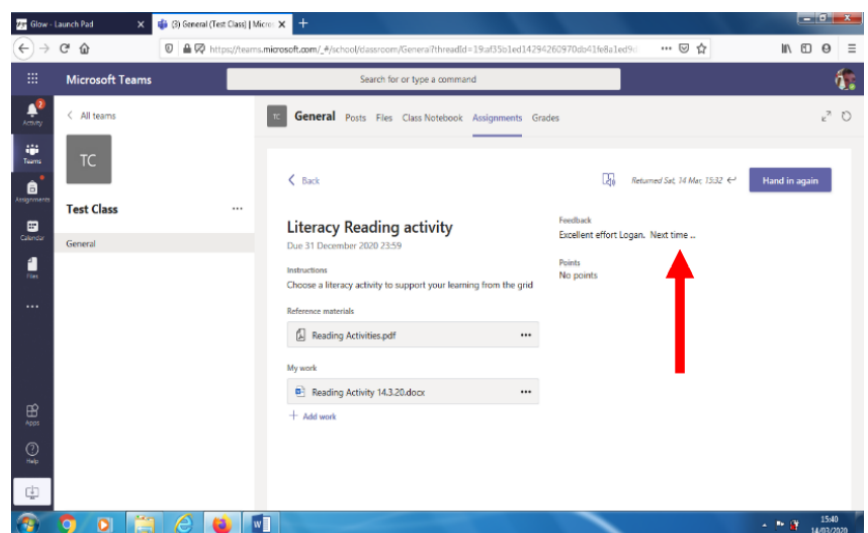 Glow - Launch Pad
(3) General (Test Class) | Micro
https://teams.microsoft.com/_#/school/classroom/General?threadId=19:af35b1ed14294260970db41fe8a1ed9
Microsoft Teams
Search for or type a command
Activity
Teams
Assignments
Calendar
Files
Apps
Help
All teams
TC
Test Class
General
TC General Posts Files Class Notebook Assignments Grades
Back
Returned Sat, 14 Mar, 15:32
Hand in again
Literacy Reading activity
Due 31 December 2020 23:59
Instructions
Choose a literacy activity to support your learning from the grid
Reference materials
Reading Activities.pdf
My work
Reading Activity 14.3.20.docx
+ Add work
Feedback
Excellent effort Logan. Next time ..
Points
No points
15:40
14/03/2020